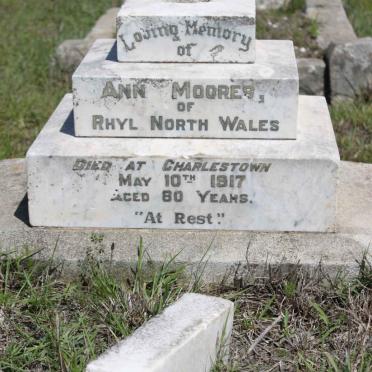 Loving Memory
of
Ann Moores,
of
Rhyl North Wales
Died at Charlestown
May 10th 1917
Aged 80 Years.
"At Rest."